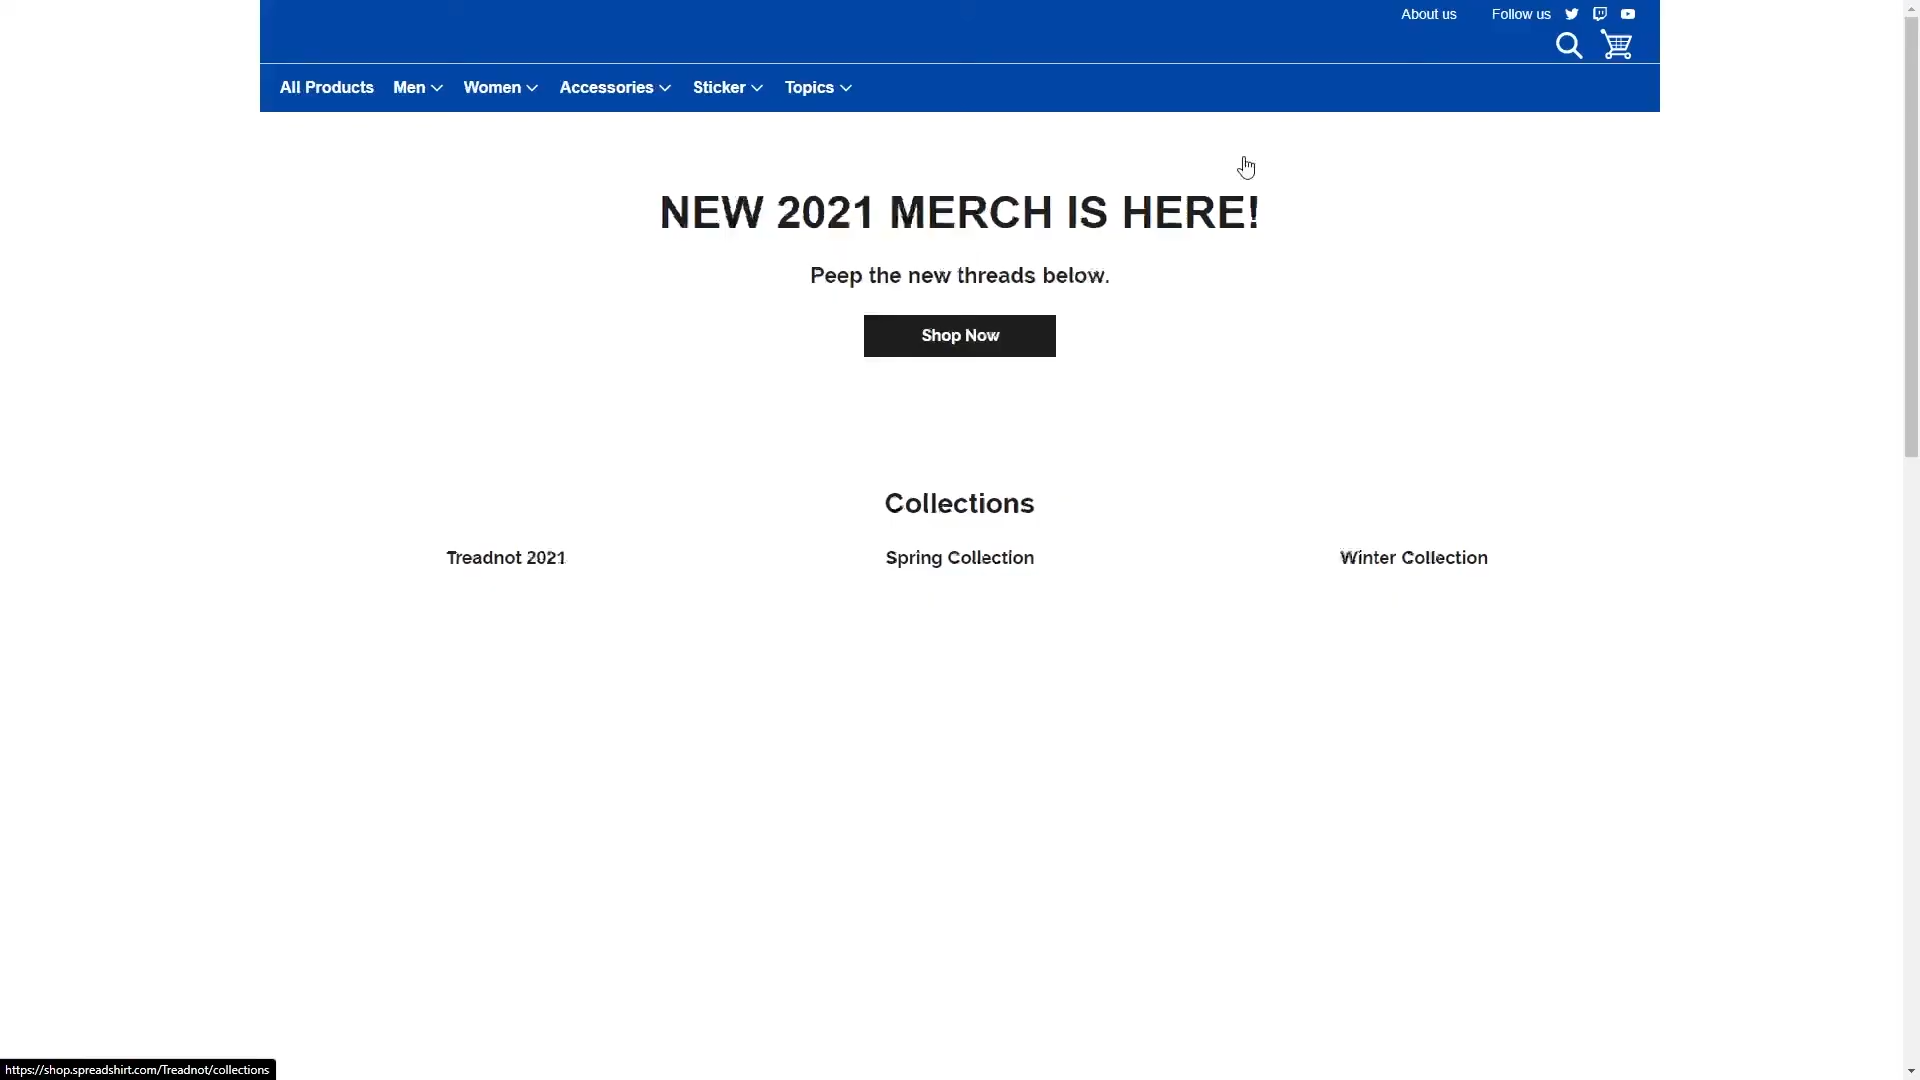 About us Follow us
All Products Men Women Accessories Sticker Topics
NEW 2021 MERCH IS HERE!
Peep the new threads below.
Shop Now
Collections
Treadnot 2021 Spring Collection Winter Collection
https://shop.spreadshirt.com/Treadnot/collections